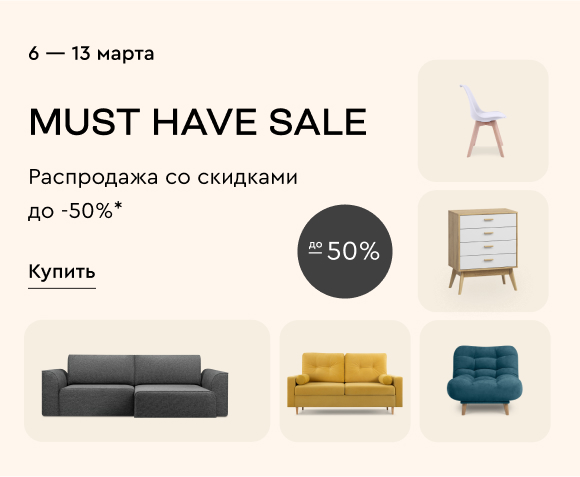 6 — 13 марта
MUST HAVE SALE
Распродажа со скидками
до -50%*
до 50%
Купить